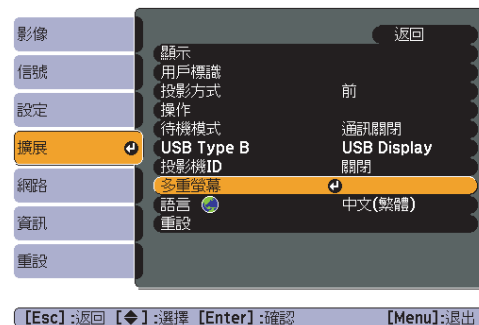 影像
信號
設定
擴展
網路
資訊
重設
返回
顯示
用戶標識
投影方式 前
操作
待機模式 通訊關閉
USB Type B USB Display
投影機ID 關閉
多重螢幕
語言 中文(繁體)
重設
[Esc] :返回 [◆] :選擇 [Enter] :確認 [Menu]:退出